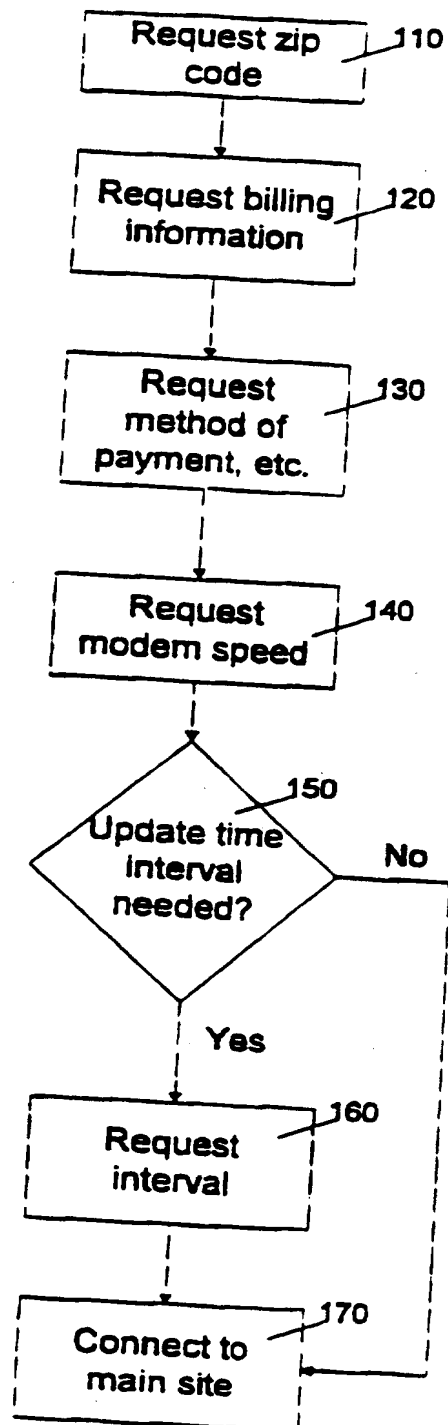 Request zip
code
110
Request billing
information
120
Request
method of
payment, etc.
130
Request
modem speed
140
150
Update time
interval
needed?
No
Yes
160
Request
interval
170
Connect to
main site